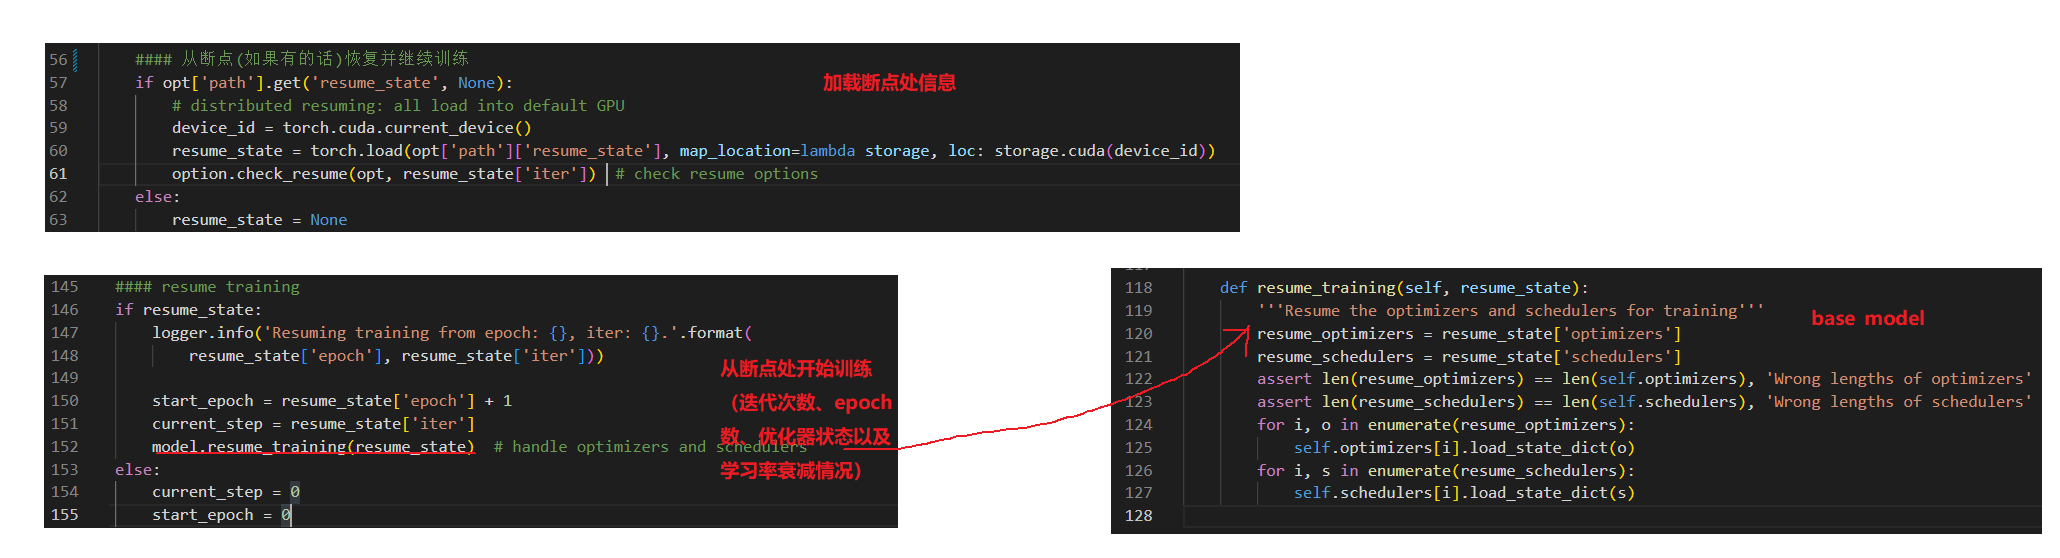 56 #### 从断点(如果有的话)恢复并继续训练
57 if opt['path'].get('resume_state', None):
加载断点处信息
58 # distributed resuming: all load into default GPU
59 device_id = torch.cuda.current_device()
60 resume_state = torch.load(opt['path']['resume_state'], map_location=lambda storage, loc: storage.cuda(device_id))
61 option.check_resume(opt, resume_state['iter']) # check resume options
62 else:
63 resume_state = None
145 #### resume training
146 if resume_state:
147 logger.info('Resuming training from epoch: {}, iter: {}.'.format(
148 resume_state['epoch'], resume_state['iter']))
149
150 start_epoch = resume_state['epoch'] + 1
151 current_step = resume_state['iter']
152 model.resume_training(resume_state) # handle optimizers and schedulers
153 else:
154 current_step = 0
155 start_epoch = 0
从断点处开始训练
（迭代次数、epoch
数、优化器状态以及
学习率衰减情况）
118 def resume_training(self, resume_state):
119 '''Resume the optimizers and schedulers for training'''
base model
120 resume_optimizers = resume_state['optimizers']
121 resume_schedulers = resume_state['schedulers']
122 assert len(resume_optimizers) == len(self.optimizers), 'Wrong lengths of optimizers'
123 assert len(resume_schedulers) == len(self.schedulers), 'Wrong lengths of schedulers'
124 for i, o in enumerate(resume_optimizers):
125 self.optimizers[i].load_state_dict(o)
126 for i, s in enumerate(resume_schedulers):
127 self.schedulers[i].load_state_dict(s)
128